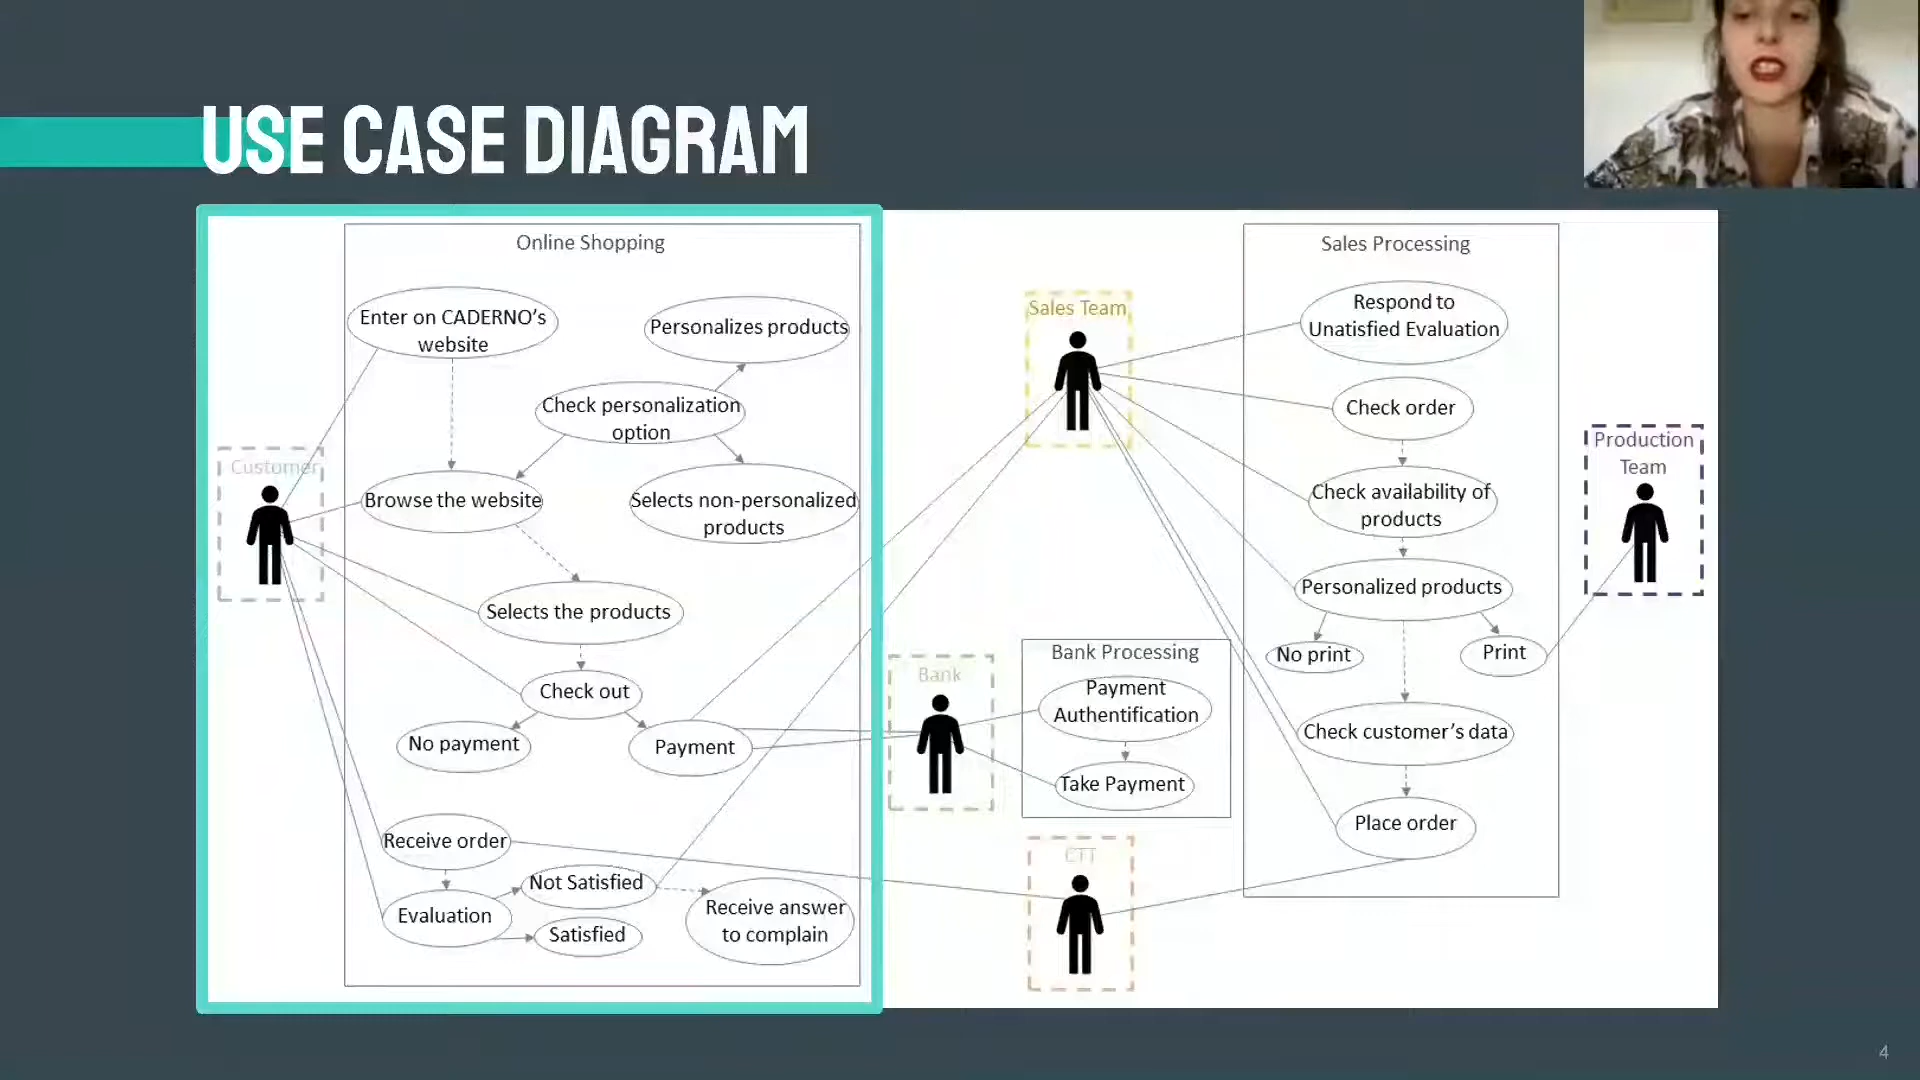 USE CASE DIAGRAM
Online Shopping
Enter on CADERNO's
website
Personalizes products
Check personalization
option
Customer
Browse the website
Selects non-personalized
products
Selects the products
Check out
No payment
Payment
Receive order
Evaluation
Not Satisfied
Satisfied
Receive answer
to complain
Sales Team
Bank
Bank Processing
Payment
Authentification
Take Payment
CTT
Sales Processing
Respond to
Unatisfied Evaluation
Check order
Check availability of
products
Personalized products
No print
Print
Check customer's data
Place order
Production
Team
4